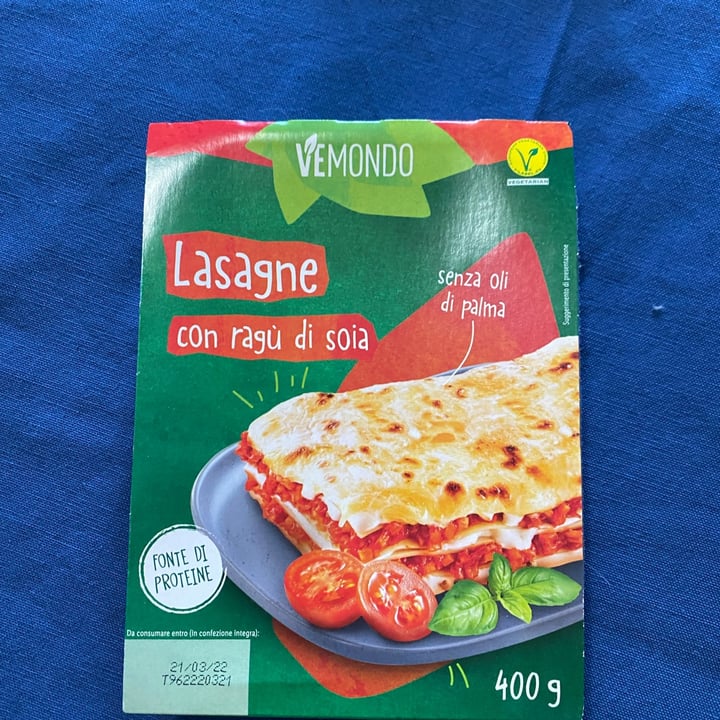 VEMONDO
VEGETARIAN
Lasagne
con ragù di soia
senza oli
di palma
Suggerimento di presentazione
FONTE DI
PROTEINE
Da consumare entro (in confezione integra):
21/03/22
T962220321
400 g